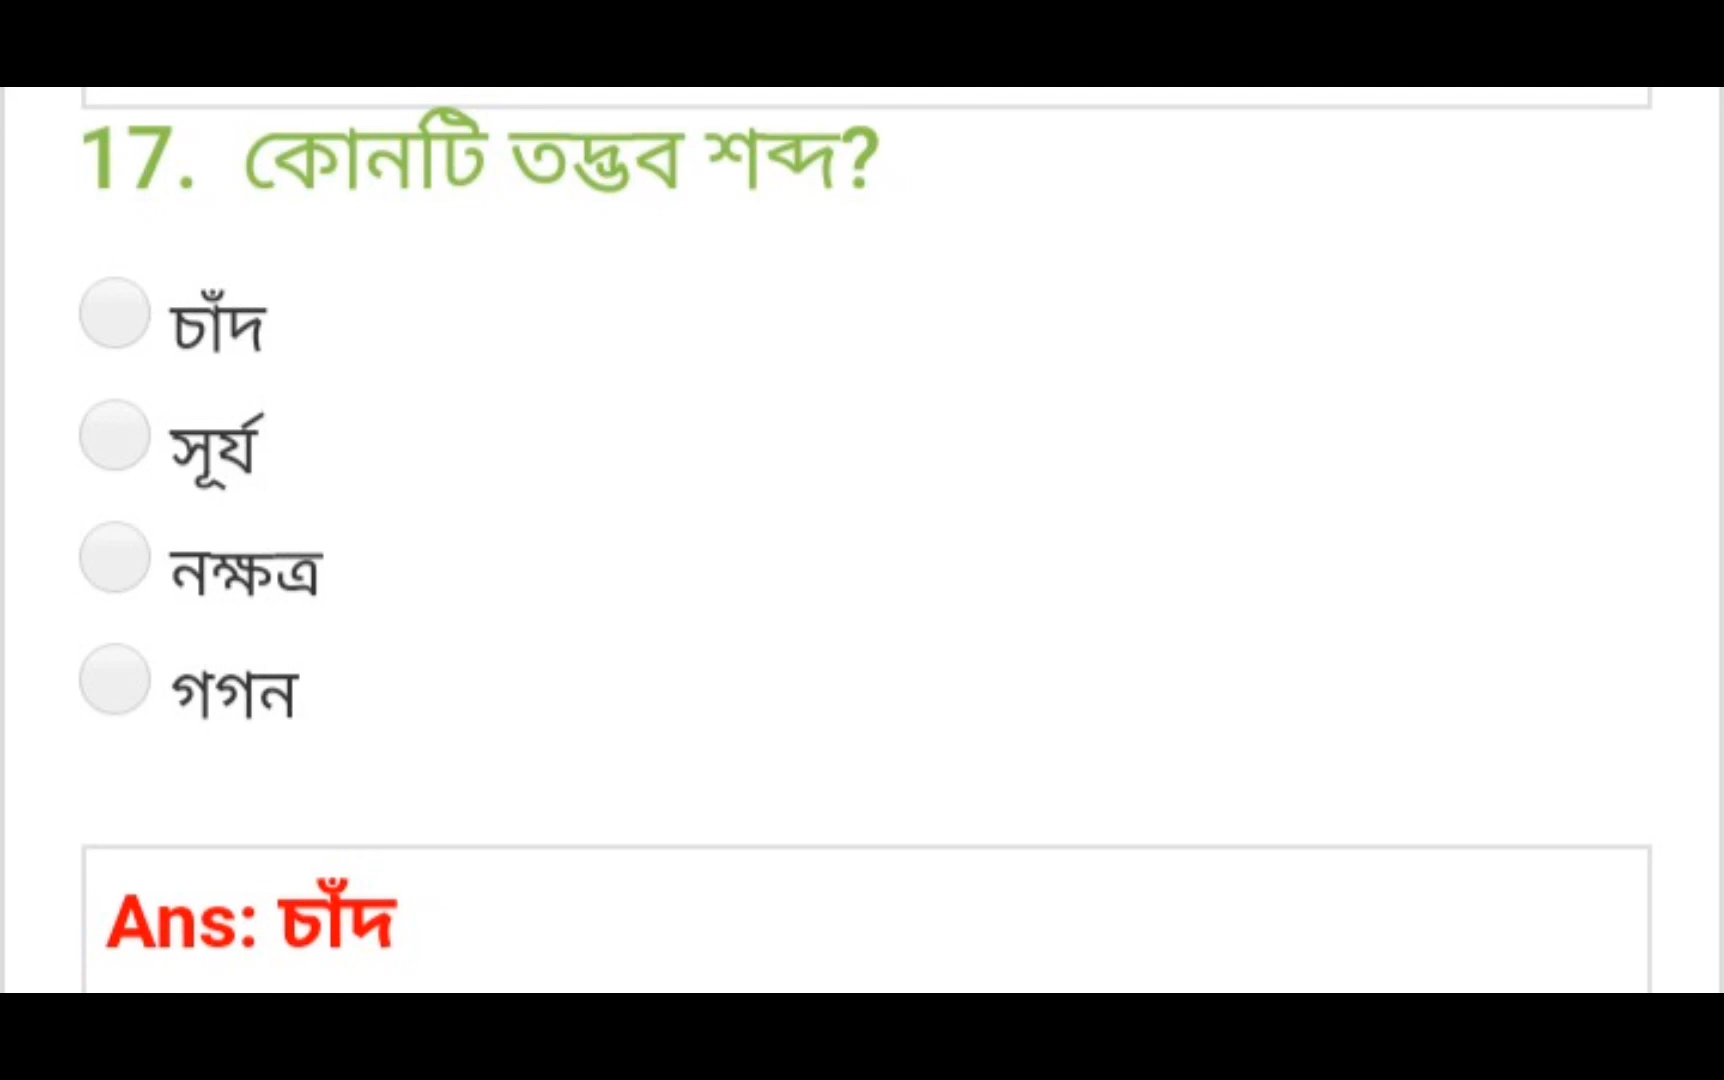 17. কোনটি তদ্ভব শব্দ?
চাঁদ
সূর্য
নক্ষত্র
গগন
Ans: চাঁদ